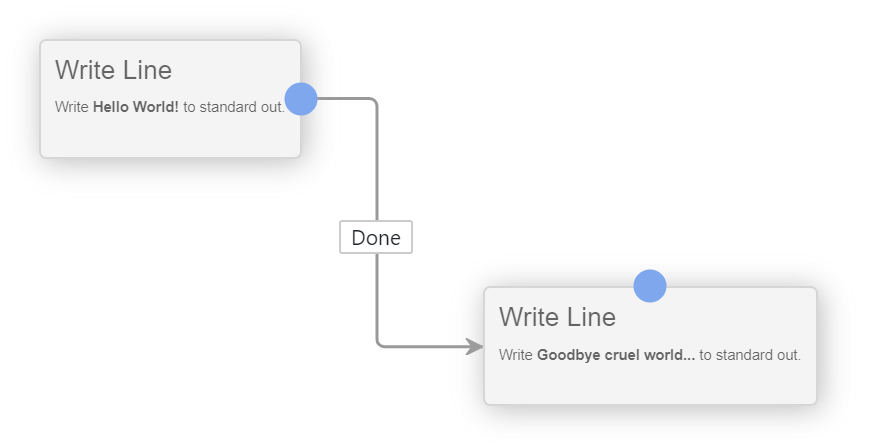 Write Line
Write Hello World! to standard out.
Done
Write Line
Write Goodbye cruel world... to standard out.